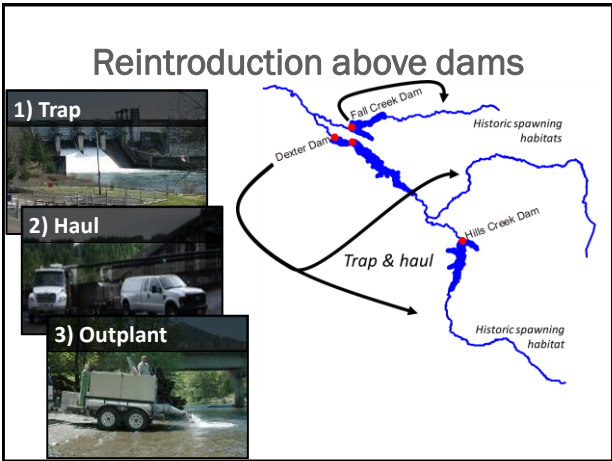 Reintroduction above dams
1) Trap
2) Haul
3) Outplant
Fall Creek Dam
Historic spawning
habitats
Dexter Dam
Hills Creek Dam
Trap & haul
Historic spawning
habitat